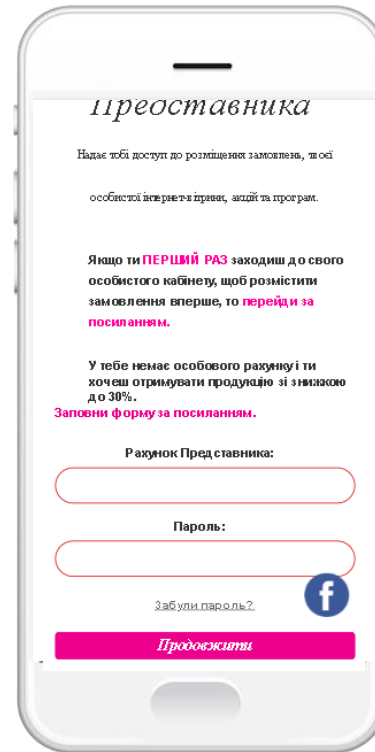 Представника
Надає тобі доступ до розміщення замовлень, твоєї
особистої інтернет-вітрини, акцій та програм.
Якщо ти ПЕРШИЙ РАЗ заходиш до свого
особистого кабінету, щоб розмістити
замовлення вперше, то перейди за
посиланням.
У тебе немає особового рахунку і ти
хочеш отримувати продукцію зі знижкою
до 30%.
Заповни форму за посиланням.
Рахунок Представника:
Пароль:
f
Забули пароль?
Продовжити